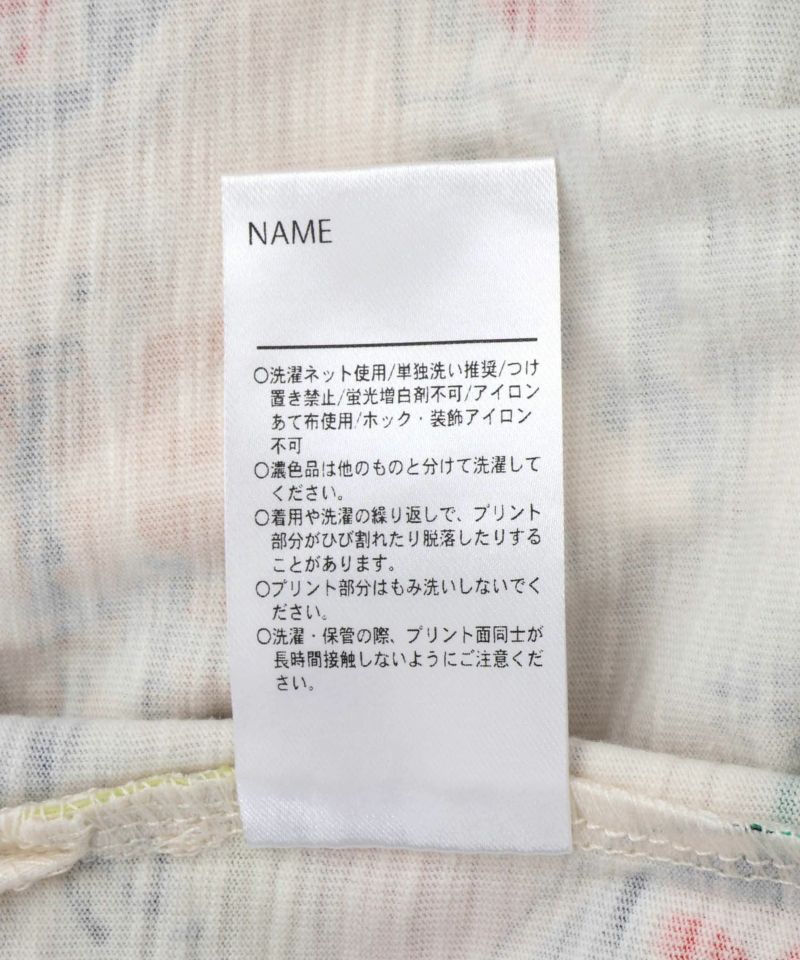 NAME
○洗濯ネット使用/単独洗い推奨/つけ
置き禁止/蛍光増白剤不可/アイロン
あて布使用/ホック・装飾アイロン
不可
○濃色品は他のものと分けて洗濯して
ください。
○着用や洗濯の繰り返しで、プリント
部分がひび割れたり脱落したりする
ことがあります。
○プリント部分はもみ洗いしないでく
ださい。
○洗濯・保管の際、プリント面同士が
長時間接触しないようにご注意くだ
さい。